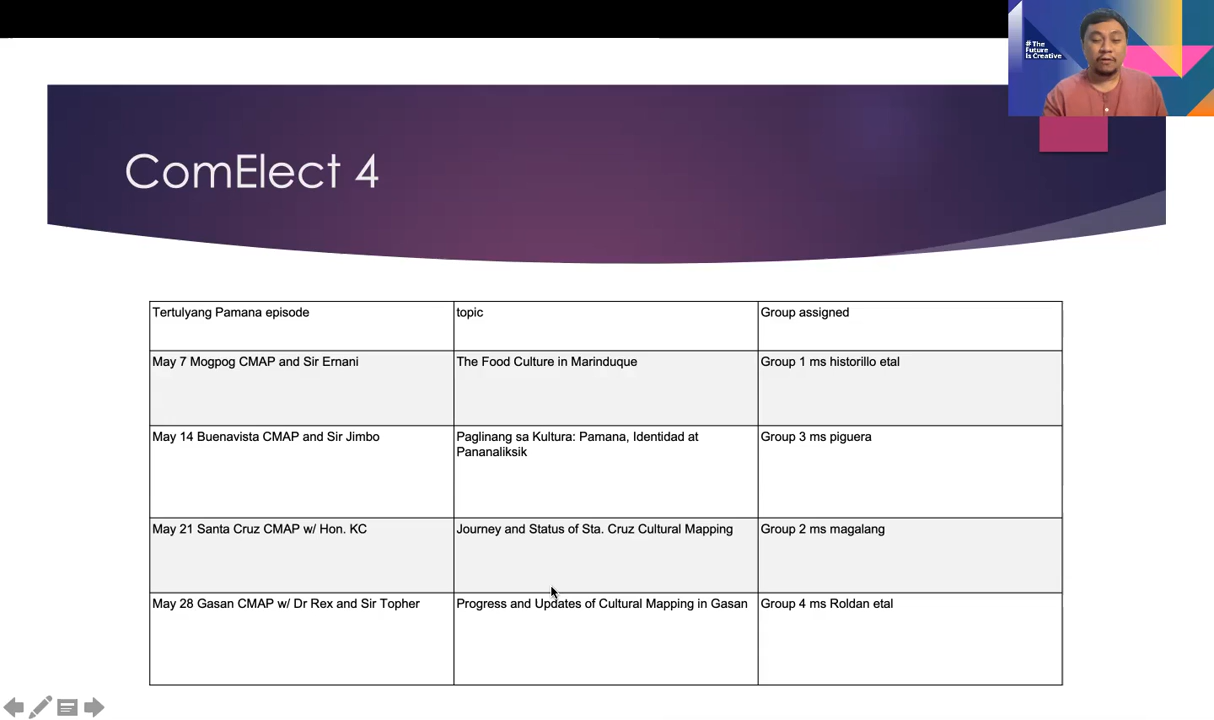 # The
Future
is Creative
ComElect 4
Tertulyang Pamana episode
topic
Group assigned
May 7 Mogpog CMAP and Sir Ernani
The Food Culture in Marinduque
Group 1 ms historillo etal
May 14 Buenavista CMAP and Sir Jimbo
Paglinang sa Kultura: Pamana, Identidad at
Pananaliksik
Group 3 ms piguera
May 21 Santa Cruz CMAP w/ Hon. KC
Journey and Status of Sta. Cruz Cultural Mapping
Group 2 ms magalang
May 28 Gasan CMAP w/ Dr Rex and Sir Topher
Progress and Updates of Cultural Mapping in Gasan
Group 4 ms Roldan etal